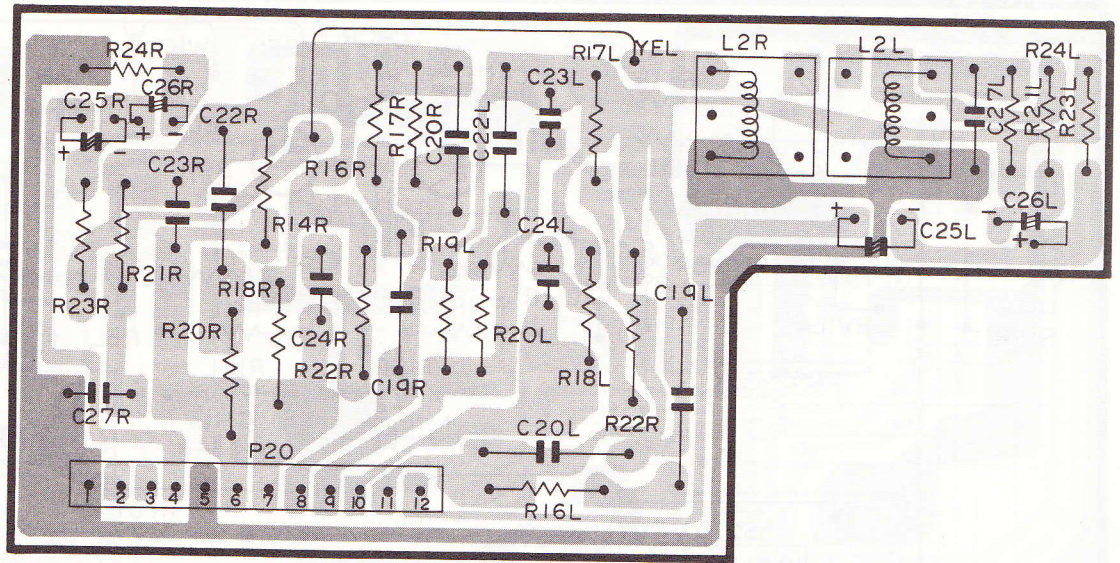 R24R
C26R
C25R
C22R
C23R
R16R
R17R
C20R
C22L
C23L
R17L
YEL
L2R
L2L
C27L
R21L
R24L
R23L
+
-
+
-
R14R
R21R
R23R
R18R
R20R
C24R
R22R
C19R
R19L
R20L
C24L
R18L
R22R
C19L
+
-
C25L
-
+
C26L
C27R
P20
C20L
R16L
1 2 3 4 5 6 7 8 9 10 11 12